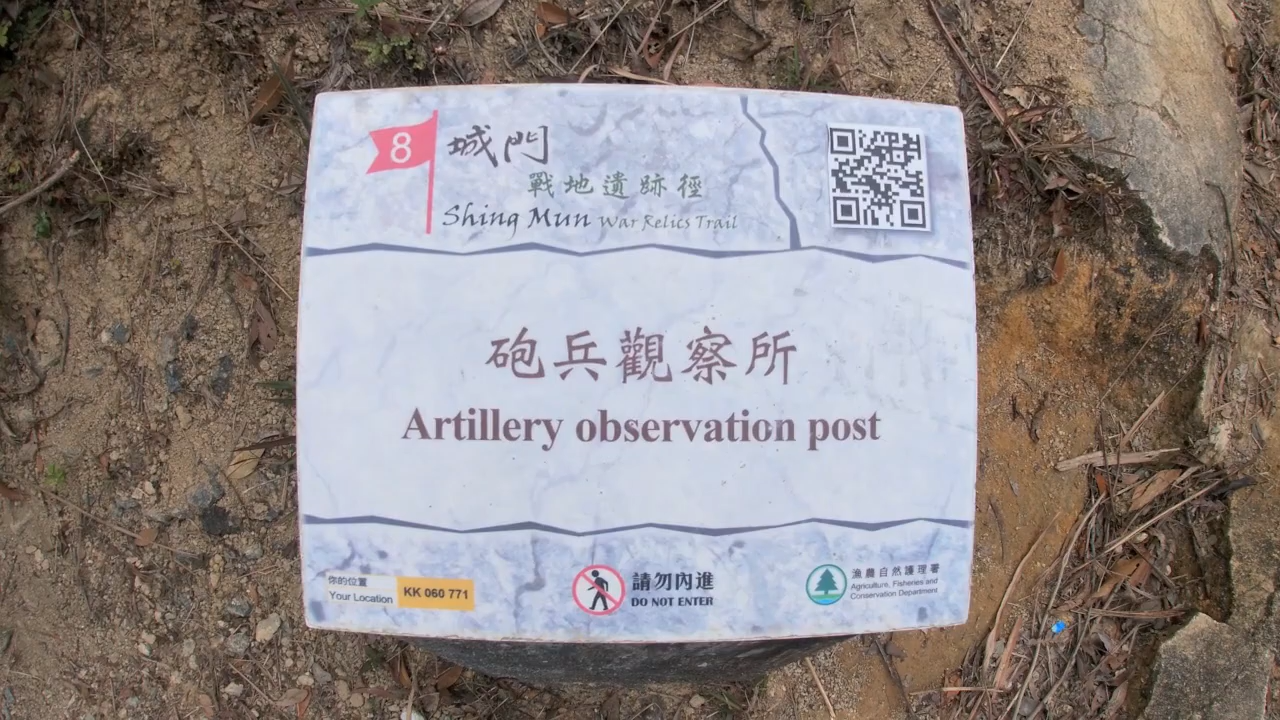 8
城門
戰地遺跡徑
Shing Mun War Relics Trail
砲兵觀察所
Artillery observation post
你的位置
Your Location
KK 060 771
請勿內進
DO NOT ENTER
漁農自然護理署
Agriculture, Fisheries and
Conservation Department